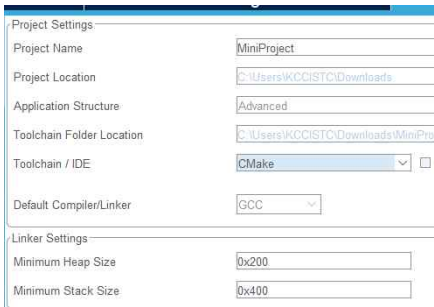 Project Settings
Project Name MiniProject
Project Location C:\Users\KCCISTC\Downloads
Application Structure Advanced
Toolchain Folder Location C:\Users\KCCISTC\Downloads\MiniPro
Toolchain / IDE CMake
Default Compiler/Linker GCC
Linker Settings
Minimum Heap Size 0x200
Minimum Stack Size 0x400